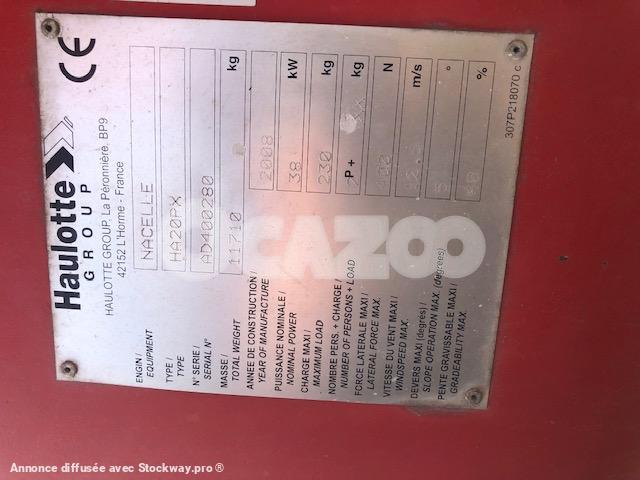 CE
Haulotte
GROUP
HAULOTTE GROUP, La Péronnière, BP9
42152 L'Horme - France
ENGIN / EQUIPMENT NACELLE
TYPE / TYPE HA20PX
N° SERIE / SERIAL N° AD400280
MASSE / TOTAL WEIGHT 11710 kg
ANNEE DE CONSTRUCTION / YEAR OF MANUFACTURE 2008
PUISSANCE NOMINALE / NOMINAL POWER 38 kW
CHARGE MAXI / MAXIMUM LOAD 230 kg
NOMBRE PERS. + CHARGE / NUMBER OF PERSONS + LOAD P+ kg
FORCE LATERALE MAXI / LATERAL FORCE MAX. N
VITESSE DU VENT MAXI / WINDSPEED MAX. m/s
DEVERS MAXI (degres) / SLOPE OPERATION MAX. (degrees) °
PENTE GRAVISSABLE MAXI / GRADEABILITY MAX. %
307P218070 c
OCAZOO
Annonce diffusée avec Stockway.pro®